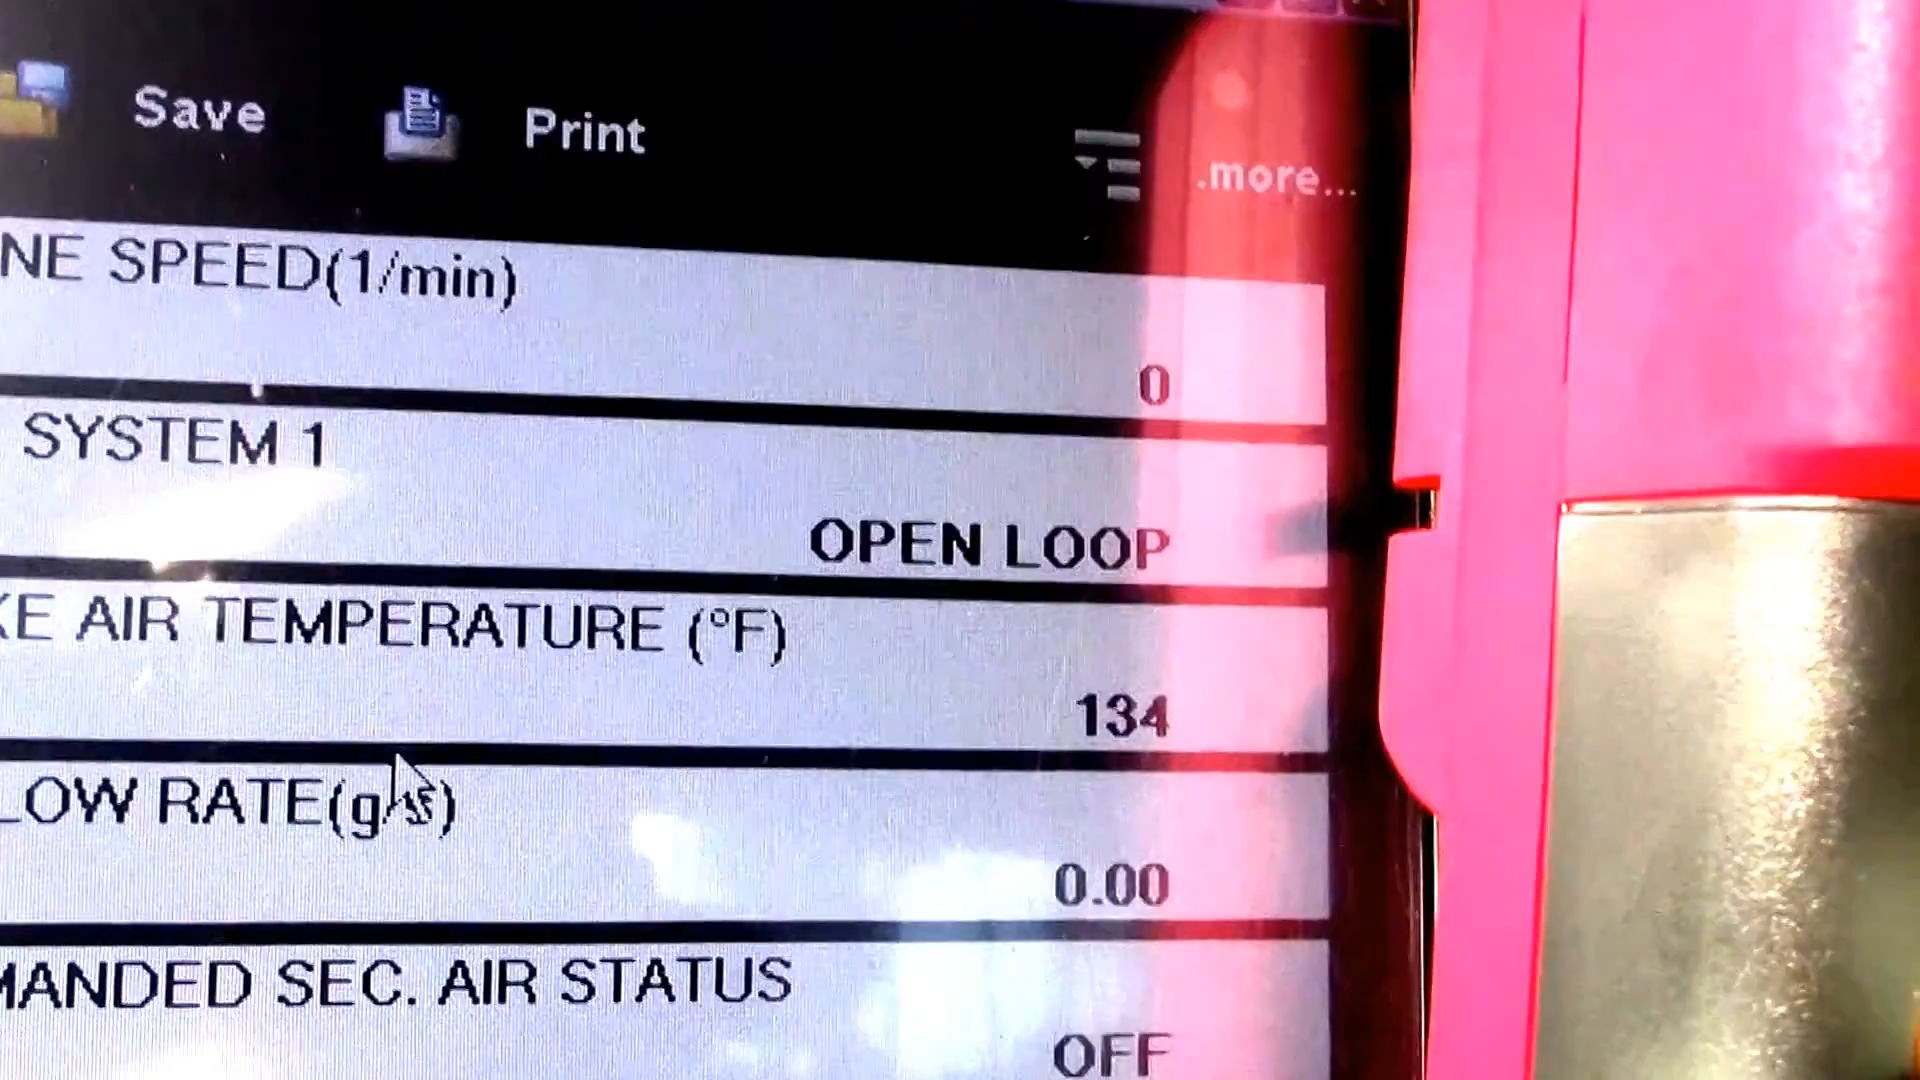 Save Print .more...
NE SPEED(1/min)
0
SYSTEM 1
OPEN LOOP
KE AIR TEMPERATURE (°F)
134
LOW RATE(g/s)
0.00
MANDED SEC. AIR STATUS
OFF